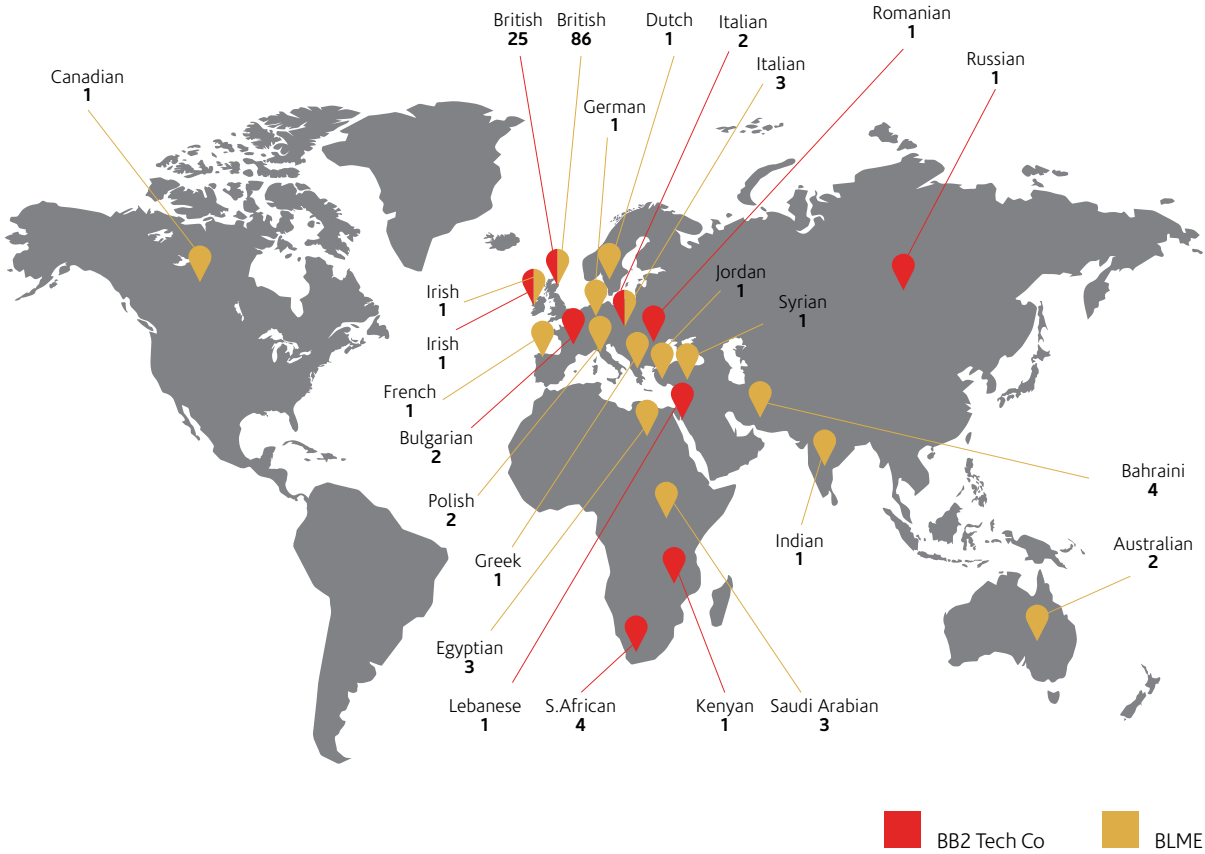 British
25
British
86
Dutch
1
Italian
2
Romanian
1
Italian
3
Russian
1
Canadian
1
German
1
Jordan
1
Syrian
1
Irish
1
Irish
1
French
1
Bulgarian
2
Polish
2
Greek
1
Egyptian
3
Lebanese
1
S.African
4
Kenyan
1
Saudi Arabian
3
Indian
1
Bahraini
4
Australian
2
BB2 Tech Co
BLME